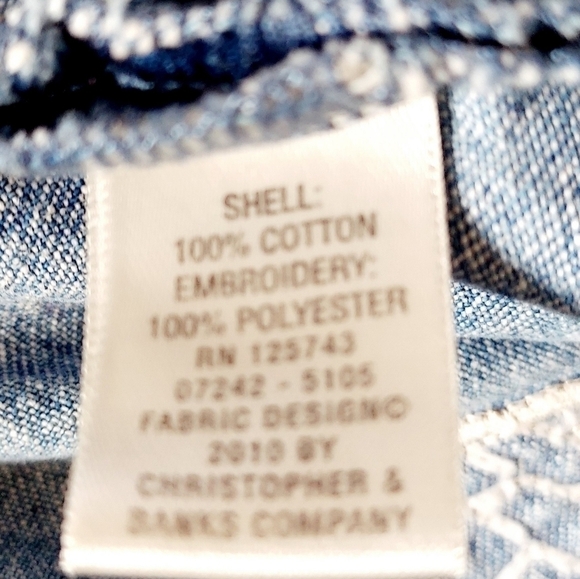 SHELL:
100% COTTON
EMBROIDERY:
100% POLYESTER
RN 125743
07242 - 5105
FABRIC DESIGN©
2010 BY
CHRISTOPHER &
BANKS COMPANY